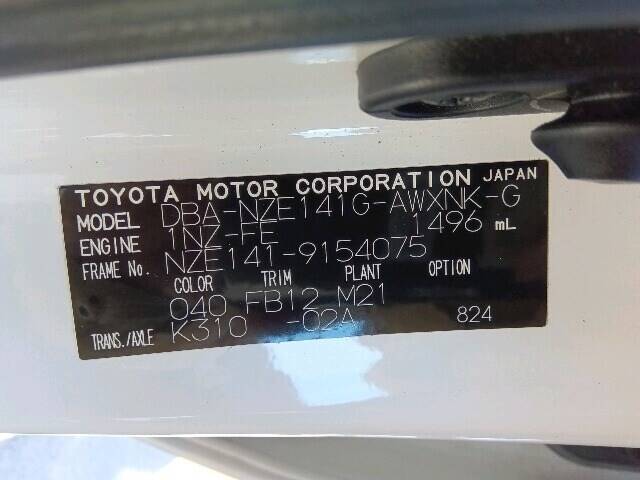 TOYOTA MOTOR CORPORATION JAPAN
MODEL DBA-NZE141G-AWXNK-G
ENGINE 1NZ-FE 1496 mL
FRAME No. NZE141-9154075
COLOR TRIM PLANT OPTION
040 FB12 M21
TRANS./AXLE K310 -02A 824